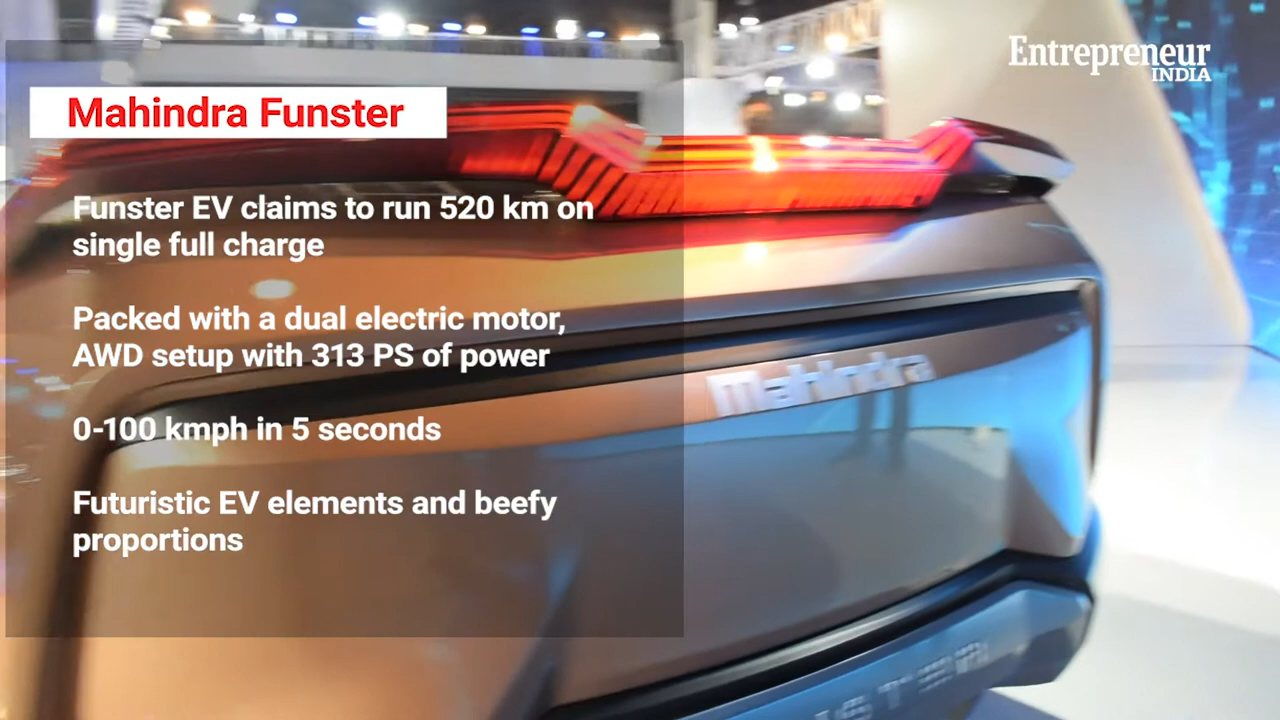 Entrepreneur
INDIA
Mahindra Funster
Funster EV claims to run 520 km on
single full charge
Packed with a dual electric motor,
AWD setup with 313 PS of power
0-100 kmph in 5 seconds
Futuristic EV elements and beefy
proportions
Mahindra